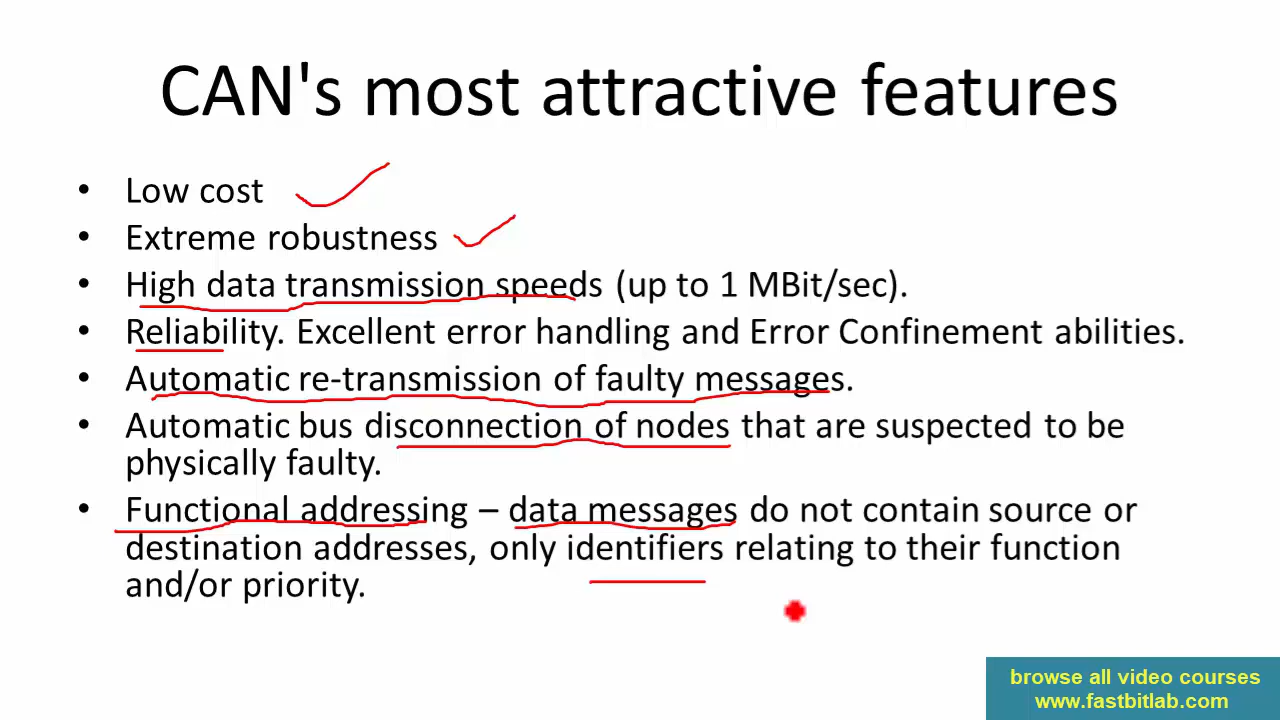 CAN's most attractive features
• Low cost
• Extreme robustness
• High data transmission speeds (up to 1 MBit/sec).
• Reliability. Excellent error handling and Error Confinement abilities.
• Automatic re-transmission of faulty messages.
• Automatic bus disconnection of nodes that are suspected to be
physically faulty.
• Functional addressing – data messages do not contain source or
destination addresses, only identifiers relating to their function
and/or priority.
browse all video courses
www.fastbitlab.com